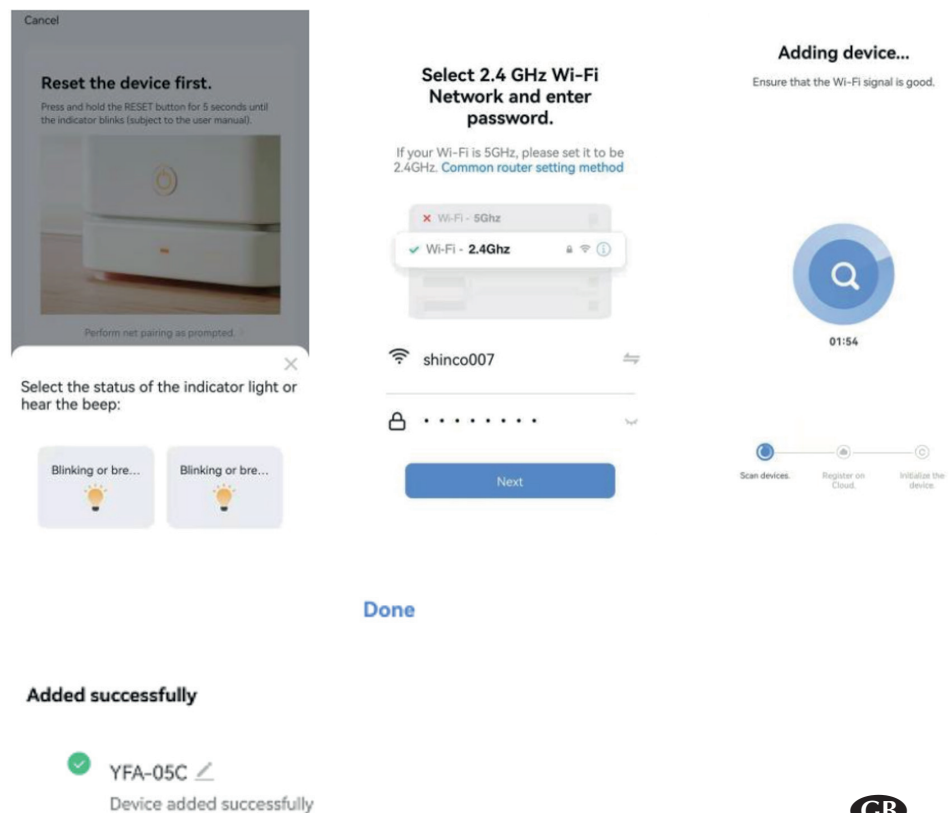 Cancel
Reset the device first.
Press and hold the RESET button for 5 seconds until
the indicator blinks (subject to the user manual).
Perform net pairing as prompted.
Select the status of the indicator light or
hear the beep:
Blinking or bre...
Blinking or bre...
Select 2.4 GHz Wi-Fi
Network and enter
password.
If your Wi-Fi is 5GHz, please set it to be
2.4GHz. Common router setting method
Wi-Fi - 5Ghz
Wi-Fi - 2.4Ghz
shinco007
Next
Adding device...
Ensure that the Wi-Fi signal is good.
01:54
Scan devices.
Register on
Cloud.
Initialize the
device.
Done
Added successfully
YFA-05C
Device added successfully
GB